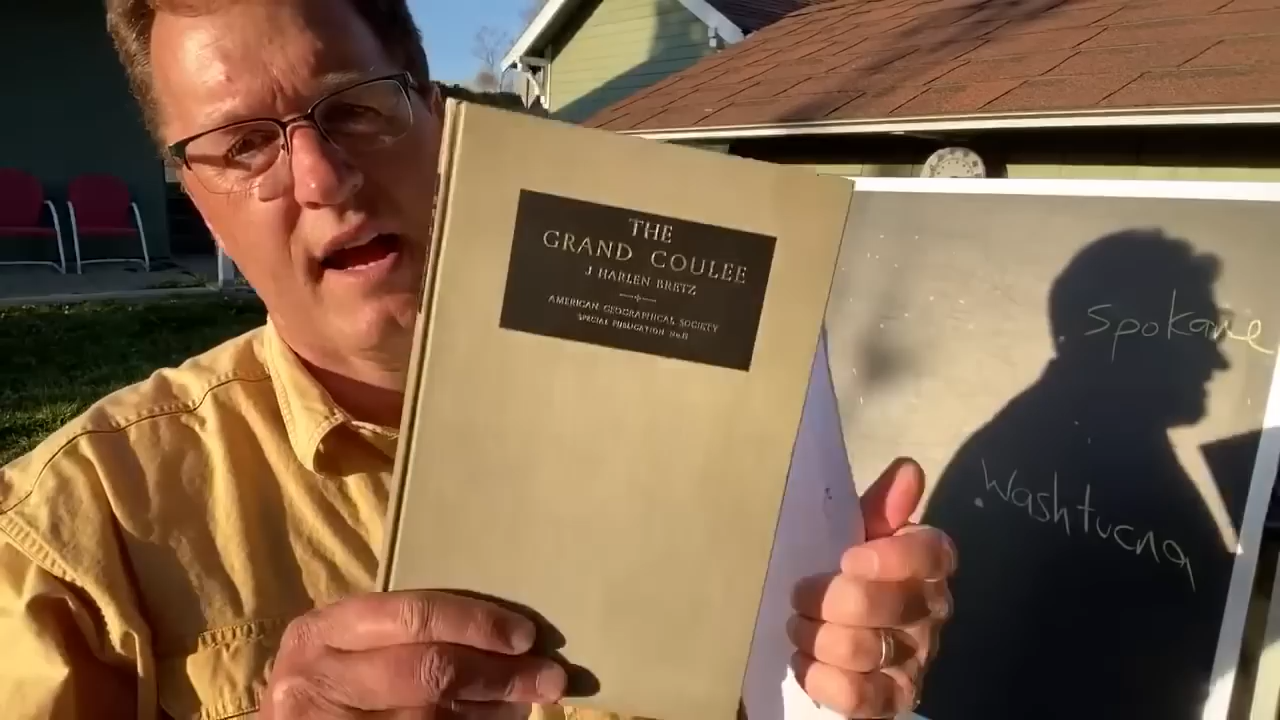 THE
GRAND COULEE
J HARLEN BRETZ
AMERICAN GEOGRAPHICAL SOCIETY
SPECIAL PUBLICATION No.15
Spokane
Washtucna